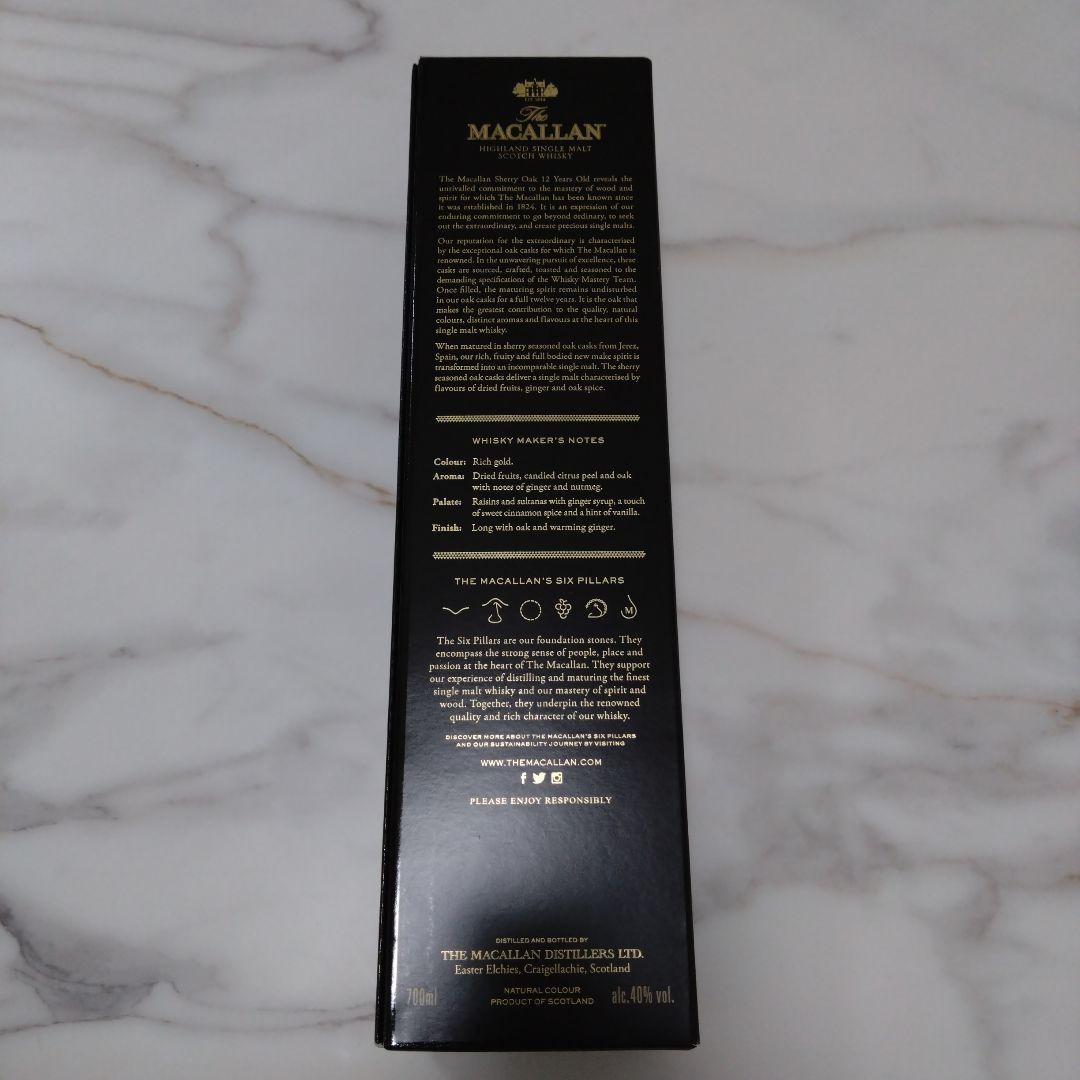 EST. 1824
The
MACALLAN
HIGHLAND SINGLE MALT
SCOTCH WHISKY
The Macallan Sherry Oak 12 Years Old reveals the
unrivalled commitment to the mastery of wood and
spirit for which The Macallan has been known since
it was established in 1824. It is an expression of our
enduring commitment to go beyond ordinary, to seek
out the extraordinary, and create precious single malts.
Our reputation for the extraordinary is characterised
by the exceptional oak casks for which The Macallan is
renowned. In the unwavering pursuit of excellence, these
casks are sourced, crafted, toasted and seasoned to the
demanding specifications of the Whisky Mastery Team.
Once filled, the maturing spirit remains undisturbed
in our oak casks for a full twelve years. It is the oak that
makes the greatest contribution to the quality, natural
colours, distinct aromas and flavours at the heart of this
single malt whisky.
When matured in sherry seasoned oak casks from Jerez,
Spain, our rich, fruity and full bodied new make spirit is
transformed into an incomparable single malt. The sherry
seasoned oak casks deliver a single malt characterised by
flavours of dried fruits, ginger and oak spice.
WHISKY MAKER'S NOTES
Colour: Rich gold.
Aroma: Dried fruits, candied citrus peel and oak
with notes of ginger and nutmeg.
Palate: Raisins and sultanas with ginger syrup, a touch
of sweet cinnamon spice and a hint of vanilla.
Finish: Long with oak and warming ginger.
THE MACALLAN'S SIX PILLARS
M
The Six Pillars are our foundation stones. They
encompass the strong sense of people, place and
passion at the heart of The Macallan. They support
our experience of distilling and maturing the finest
single malt whisky and our mastery of spirit and
wood. Together, they underpin the renowned
quality and rich character of our whisky.
DISCOVER MORE ABOUT THE MACALLAN'S SIX PILLARS
AND OUR SUSTAINABILITY JOURNEY BY VISITING
WWW.THEMACALLAN.COM
PLEASE ENJOY RESPONSIBLY
DISTILLED AND BOTTLED BY
THE MACALLAN DISTILLERS LTD.
Easter Elchies, Craigellachie, Scotland
NATURAL COLOUR
700ml PRODUCT OF SCOTLAND alc.40% vol.